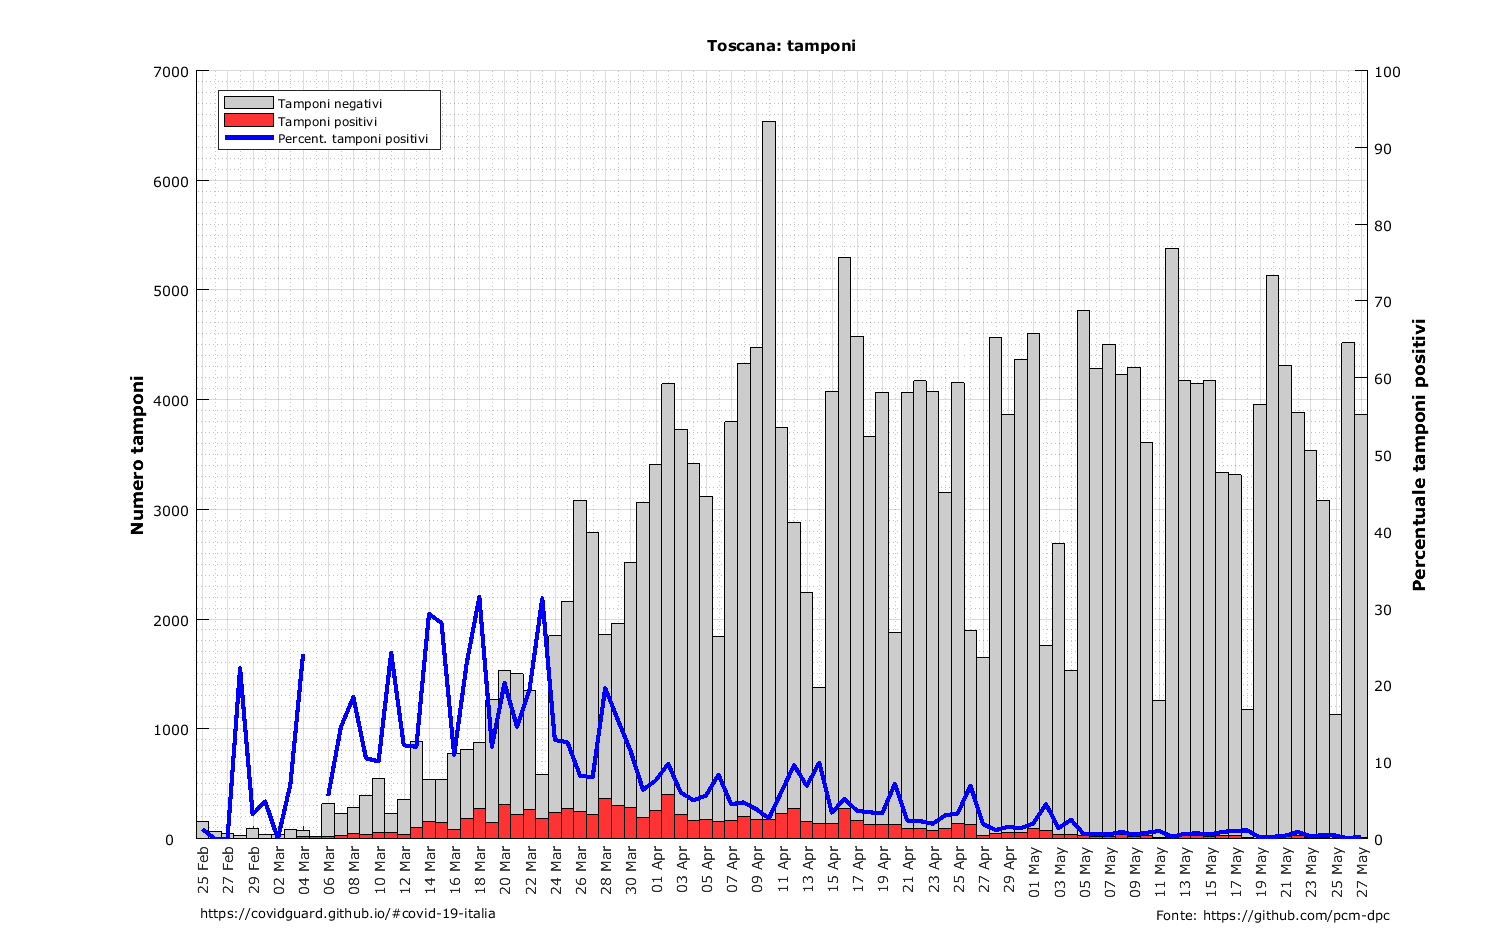 Toscana: tamponi
7000
6000
5000
4000
3000
2000
1000
0
Numero tamponi
Tamponi negativi
Tamponi positivi
Percent. tamponi positivi
100
90
80
70
60
50
40
30
20
10
0
Percentuale tamponi positivi
25 Feb
27 Feb
29 Feb
02 Mar
04 Mar
06 Mar
08 Mar
10 Mar
12 Mar
14 Mar
16 Mar
18 Mar
20 Mar
22 Mar
24 Mar
26 Mar
28 Mar
30 Mar
01 Apr
03 Apr
05 Apr
07 Apr
09 Apr
11 Apr
13 Apr
15 Apr
17 Apr
19 Apr
21 Apr
23 Apr
25 Apr
27 Apr
29 Apr
01 May
03 May
05 May
07 May
09 May
11 May
13 May
15 May
17 May
19 May
21 May
23 May
25 May
27 May
https://covidguard.github.io/#covid-19-italia
Fonte: https://github.com/pcm-dpc